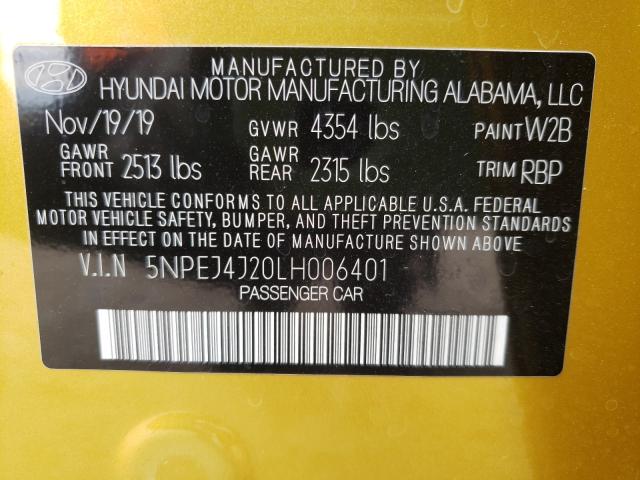 MANUFACTURED BY
HYUNDAI MOTOR MANUFACTURING ALABAMA, LLC
Nov/19/19 GVWR 4354 lbs PAINT W2B
GAWR FRONT 2513 lbs GAWR REAR 2315 lbs TRIM RBP
THIS VEHICLE CONFORMS TO ALL APPLICABLE U.S.A. FEDERAL
MOTOR VEHICLE SAFETY, BUMPER, AND THEFT PREVENTION STANDARDS
IN EFFECT ON THE DATE OF MANUFACTURE SHOWN ABOVE
V.I.N 5NPEJ4J20LH006401
PASSENGER CAR